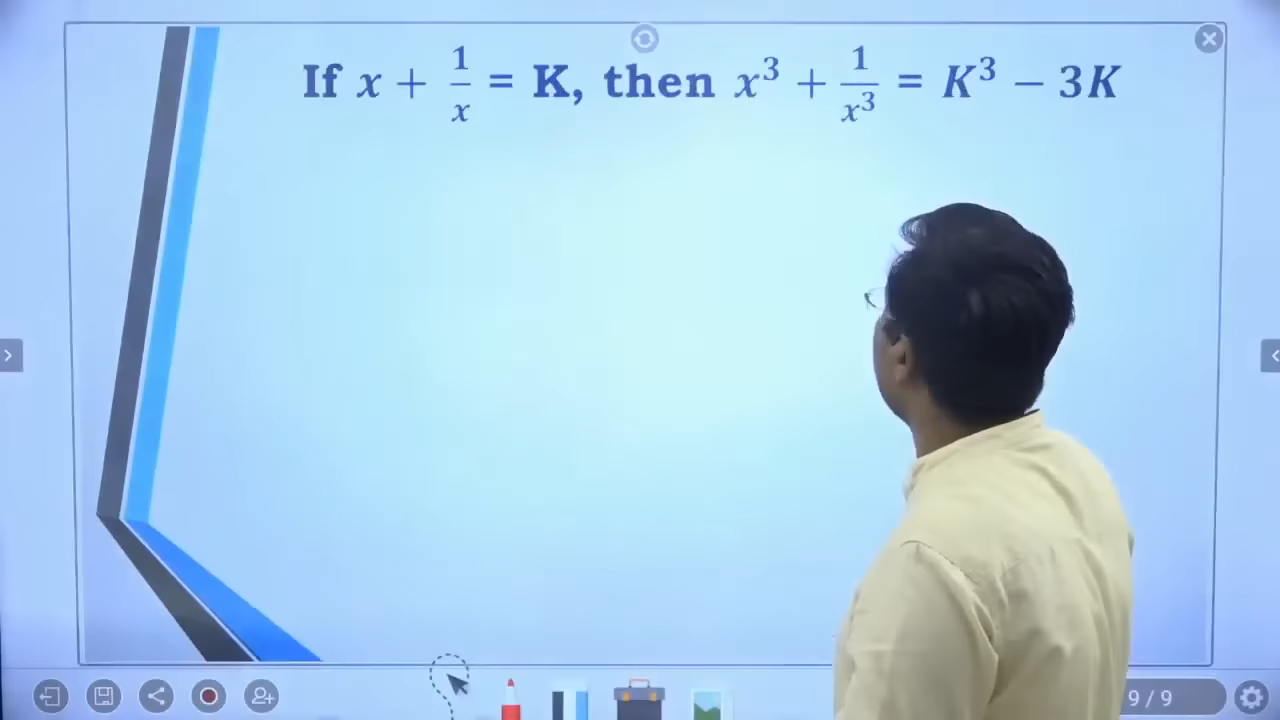 If x + 1/x = K, then x³ + 1/x³ = K³ − 3K
9 / 9